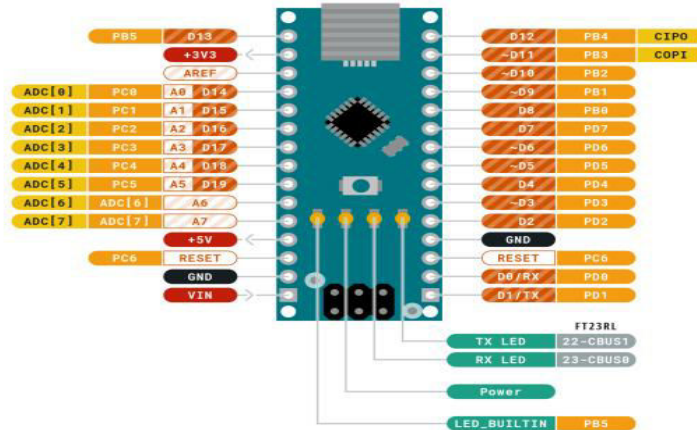 PB5 D13 D12 PB4 CIPO
+3V3 ~D11 PB3 COPI
AREF ~D10 PB2
ADC[0] PC0 A0 D14 ~D9 PB1
ADC[1] PC1 A1 D15 D8 PB0
ADC[2] PC2 A2 D16 D7 PD7
ADC[3] PC3 A3 D17 ~D6 PD6
ADC[4] PC4 A4 D18 ~D5 PD5
ADC[5] PC5 A5 D19 D4 PD4
ADC[6] ADC[6] A6 ~D3 PD3
ADC[7] ADC[7] A7 D2 PD2
+5V GND
PC6 RESET RESET PC6
GND D0/RX PD0
VIN D1/TX PD1
FT23RL
TX LED 22-CBUS1
RX LED 23-CBUS0
Power
LED_BUILTIN PB5